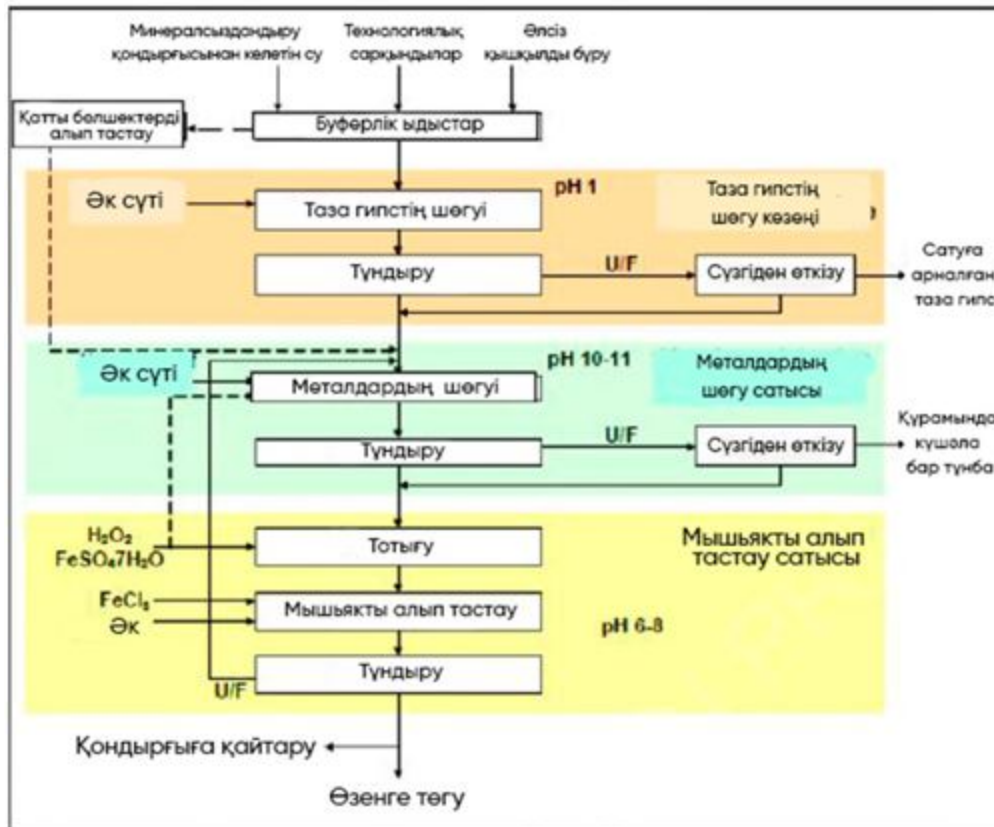 Минералсыздандыру
қондырғысынан келетін су
Технологиялық
сарқындылар
Әлсіз
қышқылды бұру
Қатты бөлшектерді
алып тастау
Буферлік ыдыстар
pH 1
Әк сүті
Таза гипстің шөгуі
Таза гипстің
шөгу кезеңі
Тұндыру
U/F
Сүзгіден өткізу
Сатуға
арналған
таза гипс
pH 10-11
Әк сүті
Металдардың шөгуі
Металдардың
шөгу сатысы
Тұндыру
U/F
Сүзгіден өткізу
Құрамында
күшәла
бар тұнба
H₂O₂
FeSO₄7H₂O
Тотығу
Мышьякты алып
тастау сатысы
FeCl₃
Әк
Мышьякты алып тастау
pH 6-8
Тұндыру
U/F
Қондырғыға қайтару
Өзенге төгу